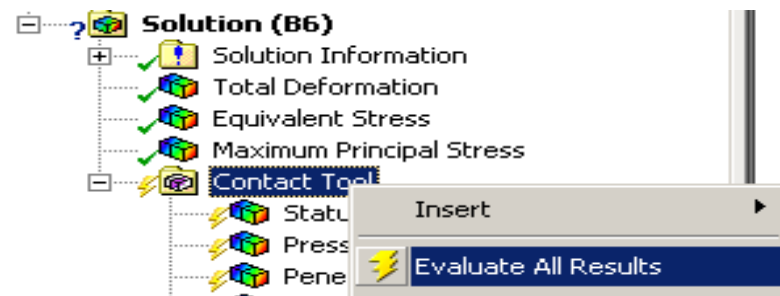 Solution (B6)
Solution Information
Total Deformation
Equivalent Stress
Maximum Principal Stress
Contact Tool
Insert
Evaluate All Results